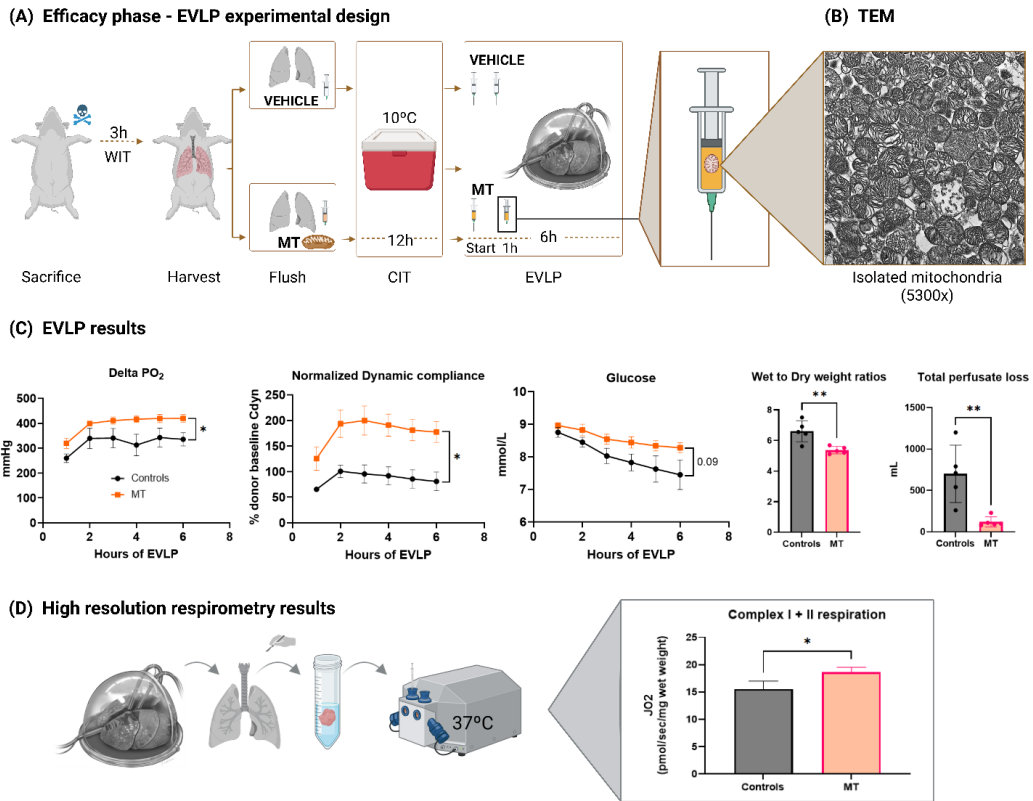 (A) Efficacy phase - EVLP experimental design
(B) TEM
3h
WIT
VEHICLE
10ºC
VEHICLE
MT
MT
12h
Start 1h
6h
Sacrifice
Harvest
Flush
CIT
EVLP
Isolated mitochondria
(5300x)
(C) EVLP results
Delta PO₂
mmHg
500
400
300
200
100
0
Controls
MT
*
0 2 4 6 8
Hours of EVLP
Normalized Dynamic compliance
% donor baseline Cdyn
250
200
150
100
50
0
*
0 2 4 6 8
Hours of EVLP
Glucose
mmol/L
10
9
8
7
6
0.09
0 2 4 6 8
Hours of EVLP
Wet to Dry weight ratios
8
6
4
2
0
**
Controls MT
Total perfusate loss
mL
1500
1000
500
0
**
Controls MT
(D) High resolution respirometry results
37ºC
Complex I + II respiration
JO2
(pmol/sec/mg wet weight)
25
20
15
10
5
0
*
Controls MT